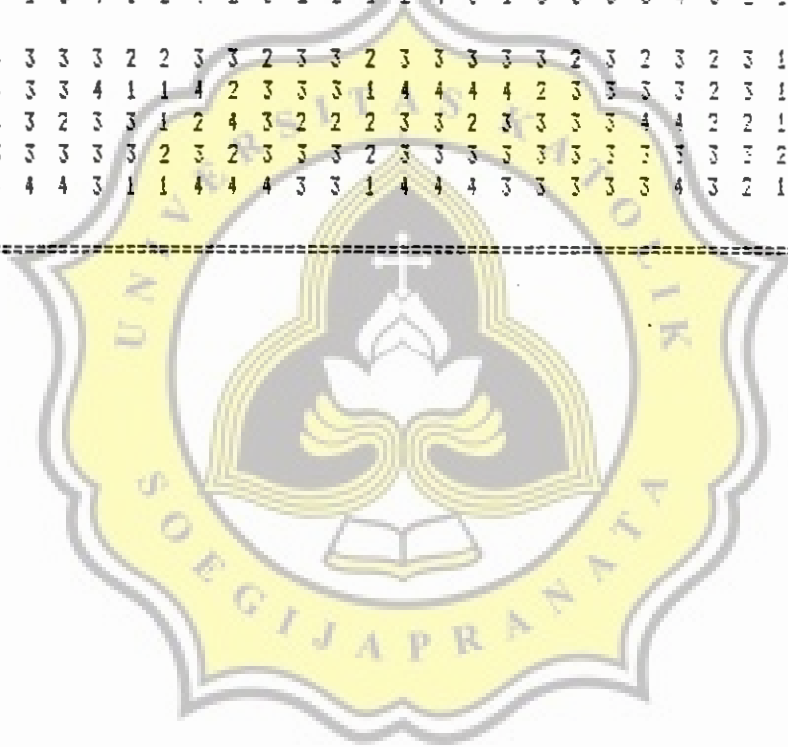 3 3 3 2 2 3 3 2 3 3 2 3 3 3 3 3 2 3 2 3 2 3 1
3 3 4 1 1 4 2 3 3 3 1 4 4 4 4 2 3 3 3 3 2 3 1
3 2 3 3 1 2 4 3 2 2 2 3 3 2 3 3 3 3 4 4 2 2 1
3 3 3 3 2 3 2 3 3 3 2 3 3 3 3 3 3 3 3 3 2
4 4 3 1 1 4 4 4 3 3 1 4 4 4 3 3 3 3 3 4 3 2 1
UNIVERSITAS KATOLIK
SOEGIJAPRANATA